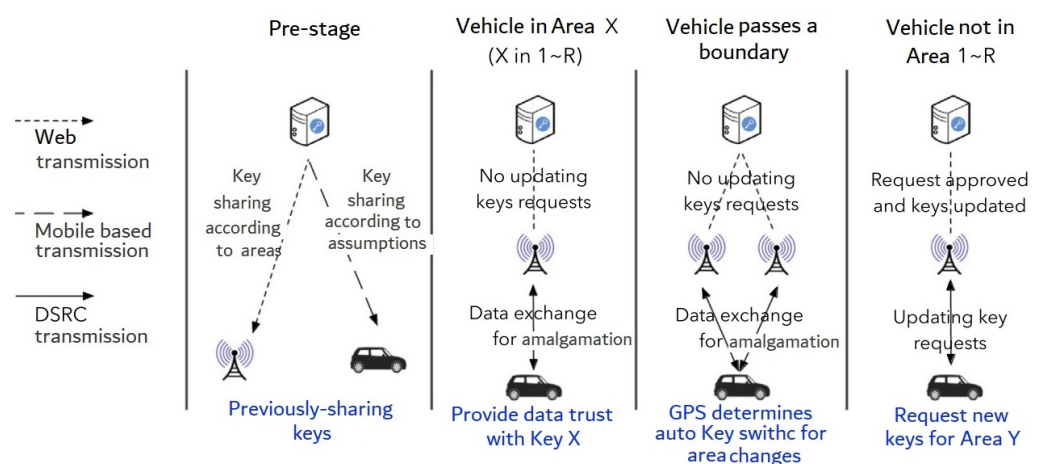 Pre-stage
Vehicle in Area X
(X in 1~R)
Vehicle passes a
boundary
Vehicle not in
Area 1~R
Web
transmission
Mobile based
transmission
DSRC
transmission
Key
sharing
according
to areas
Key
sharing
according to
assumptions
Previously-sharing
keys
No updating
keys requests
Data exchange
for amalgamation
Provide data trust
with Key X
No updating
keys requests
Data exchange
for amalgamation
GPS determines
auto Key swithc for
area changes
Request approved
and keys updated
Updating key
requests
Request new
keys for Area Y